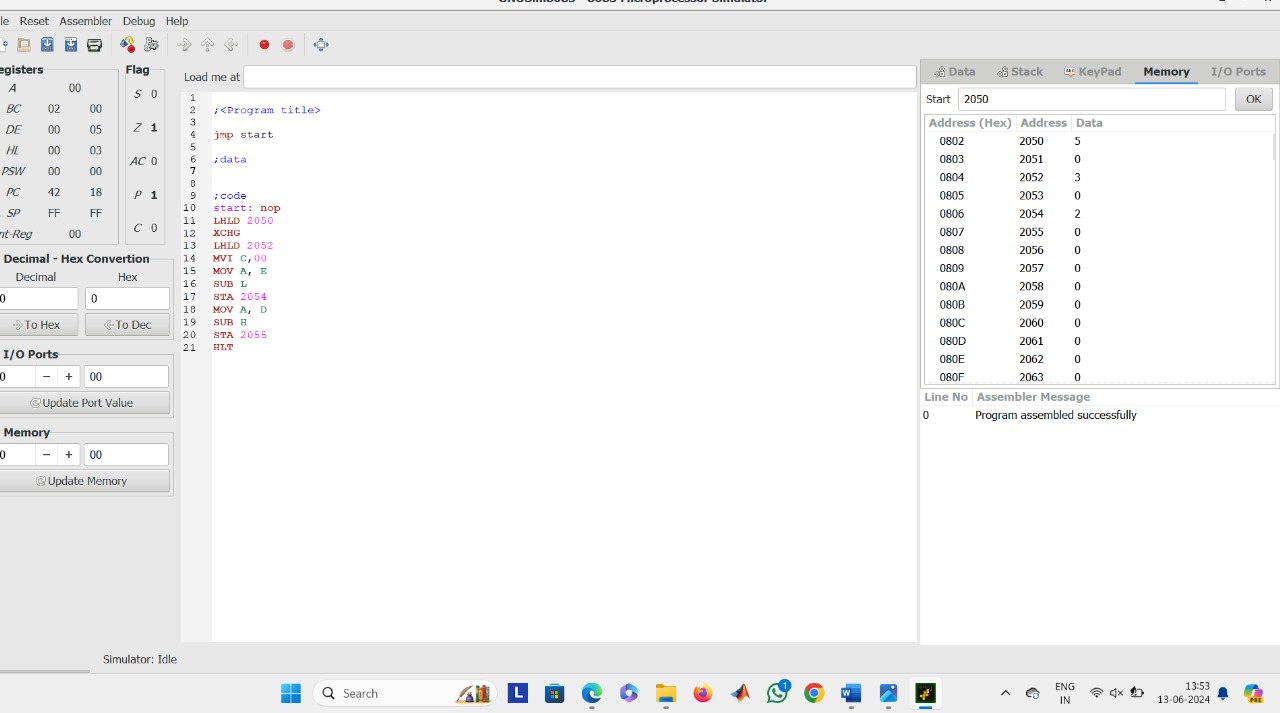 GNUSim8085 - 8085 Microprocessor Simulator
le Reset Assembler Debug Help
egisters
A 00
BC 02 00
DE 00 05
HL 00 03
PSW 00 00
PC 42 18
SP FF FF
nt-Reg 00
Flag
S 0
Z 1
AC 0
P 1
C 0
Decimal - Hex Convertion
Decimal Hex
0 0
To Hex To Dec
I/O Ports
0 − + 00
Update Port Value
Memory
0 − + 00
Update Memory
Simulator: Idle
Load me at
1
2 ;<Program title>
3
4 jmp start
5
6 ;data
7
8
9 ;code
10 start: nop
11 LHLD 2050
12 XCHG
13 LHLD 2052
14 MVI C,00
15 MOV A, E
16 SUB L
17 STA 2054
18 MOV A, D
19 SUB H
20 STA 2055
21 HLT
Data Stack KeyPad Memory I/O Ports
Start 2050 OK
Address (Hex) Address Data
0802 2050 5
0803 2051 0
0804 2052 3
0805 2053 0
0806 2054 2
0807 2055 0
0808 2056 0
0809 2057 0
080A 2058 0
080B 2059 0
080C 2060 0
080D 2061 0
080E 2062 0
080F 2063 0
Line No Assembler Message
0 Program assembled successfully
Search
L
W
1
ENG
IN
13:53
13-06-2024
PRE